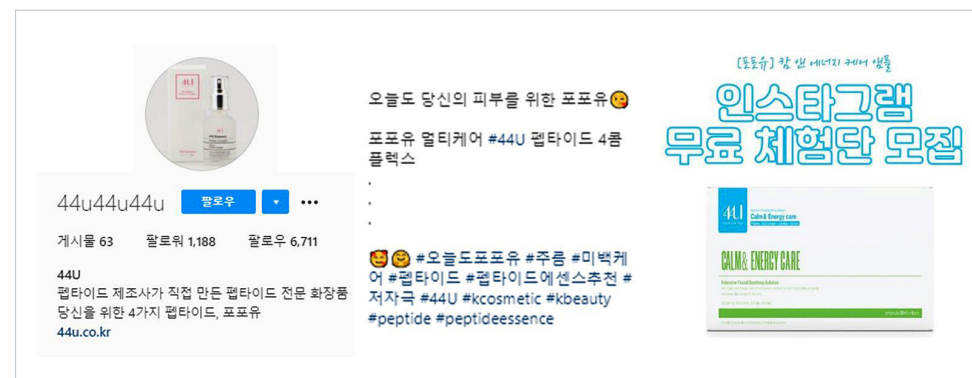 44U
44u44u44u 팔로우
게시물 63 팔로워 1,188 팔로우 6,711
44U
펩타이드 제조사가 직접 만든 펩타이드 전문 화장품
당신을 위한 4가지 펩타이드, 포포유
44u.co.kr
오늘도 당신의 피부를 위한 포포유😘
포포유 멀티케어 #44U 펩타이드 4콤
플렉스
.
.
.
🥰🤗 #오늘도포포유 #주름 #미백케
어 #펩타이드 #펩타이드에센스추천 #
저자극 #44U #kcosmetic #kbeauty
#peptide #peptideessence
[포포유] 캄 앤 에너지 케어 앰플
인스타그램
무료 체험단 모집
44U
Calm& Energy care
CALM& ENERGY CARE
Intensive Facial Soothing Solution